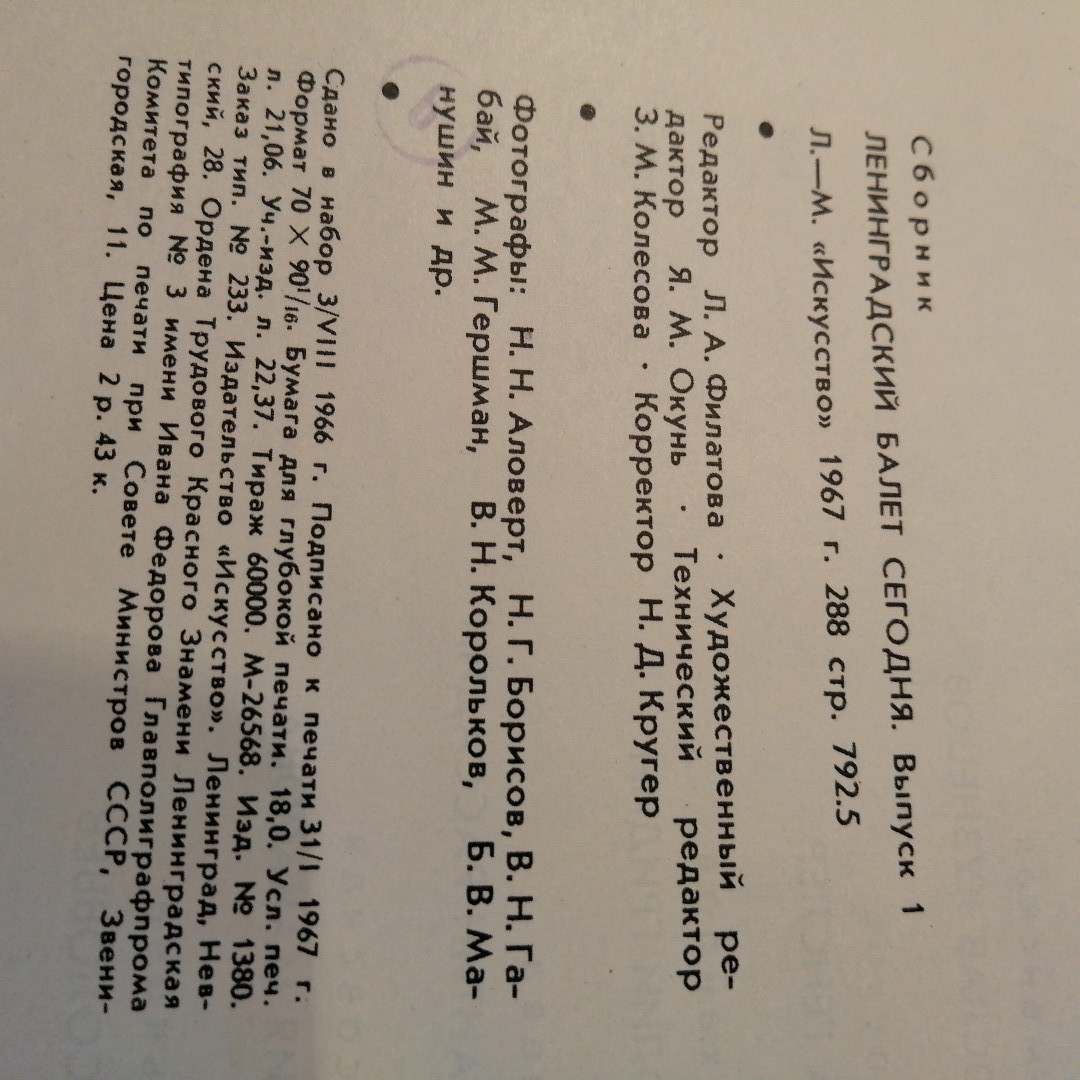 Сборник
ЛЕНИНГРАДСКИЙ БАЛЕТ СЕГОДНЯ. Выпуск 1
Л.—М. «Искусство» 1967 г. 288 стр. 792.5
•
Редактор Л. А. Филатова · Художественный ре-
дактор Я. М. Окунь · Технический редактор
З. М. Колесова · Корректор Н. Д. Кругер
•
Фотографы: Н. Н. Аловерт, Н. Г. Борисов, В. Н. Га-
бай, М. М. Гершман, В. Н. Корольков, Б. В. Ма-
нушин и др.
•
Сдано в набор 3/VIII 1966 г. Подписано к печати 31/I 1967 г.
Формат 70 × 90¹/₁₆. Бумага для глубокой печати. 18,0. Усл. печ.
л. 21,06. Уч.-изд. л. 22,37. Тираж 60000. М-26568. Изд. № 1380.
Заказ тип. № 233. Издательство «Искусство». Ленинград, Нев-
ский, 28. Ордена Трудового Красного Знамени Ленинградская
типография № 3 имени Ивана Федорова Главполиграфпрома
Комитета по печати при Совете Министров СССР, Звени-
городская, 11. Цена 2 р. 43 к.